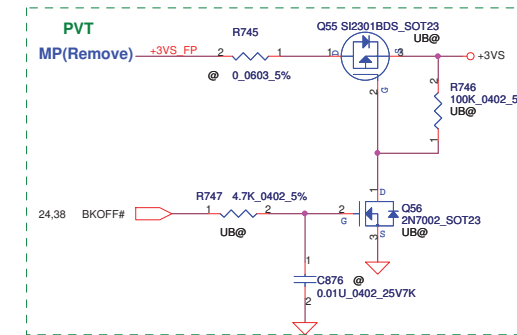 PVT
MP(Remove)
+3VS_FP
2
R745
1
@ 0_0603_5%
Q55 SI2301BDS_SOT23
UB@
1
D
S
3
G
2
+3VS
2
R746
100K_0402_5
UB@
1
24,38 BKOFF#
R747 4.7K_0402_5%
1
2
UB@
2
G
1
D
Q56
2N7002_SOT23
UB@
S
3
1
C876 @
0.01U_0402_25V7K
2